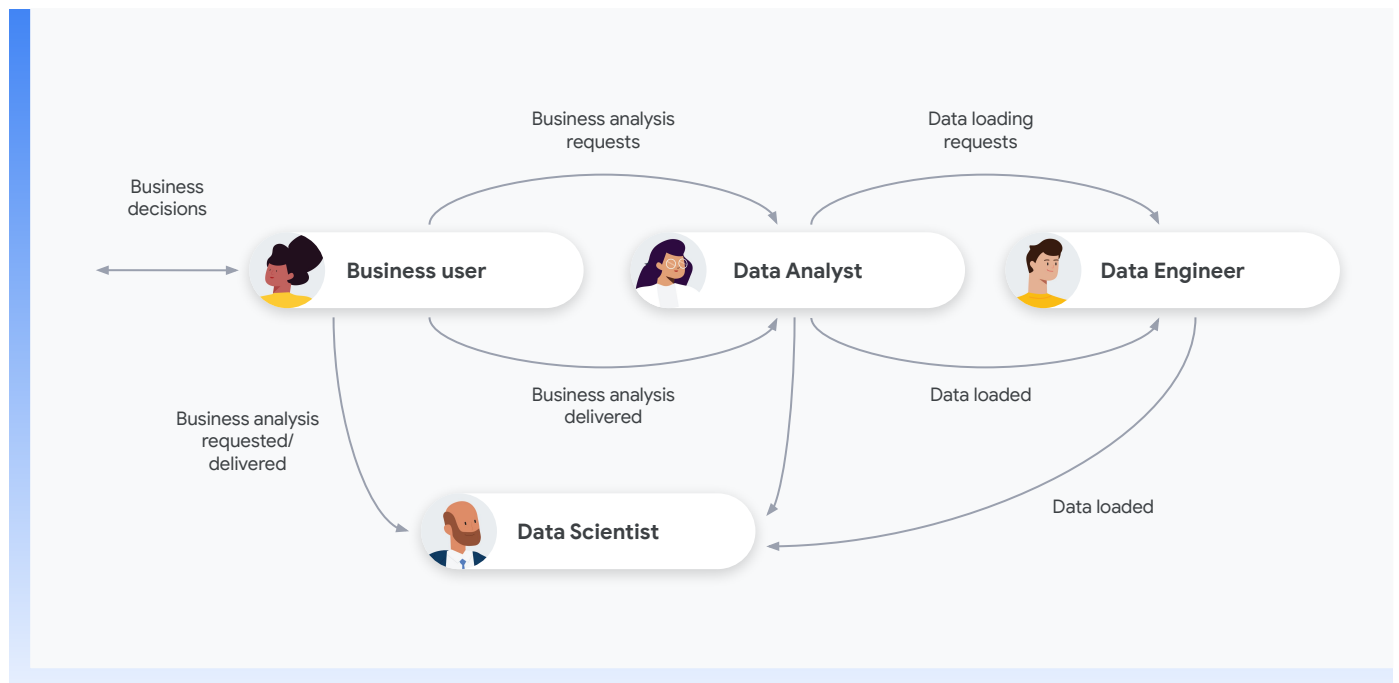 Business analysis
requests
Data loading
requests
Business
decisions
Business user
Data Analyst
Data Engineer
Business analysis
delivered
Data loaded
Business analysis
requested/
delivered
Data loaded
Data Scientist